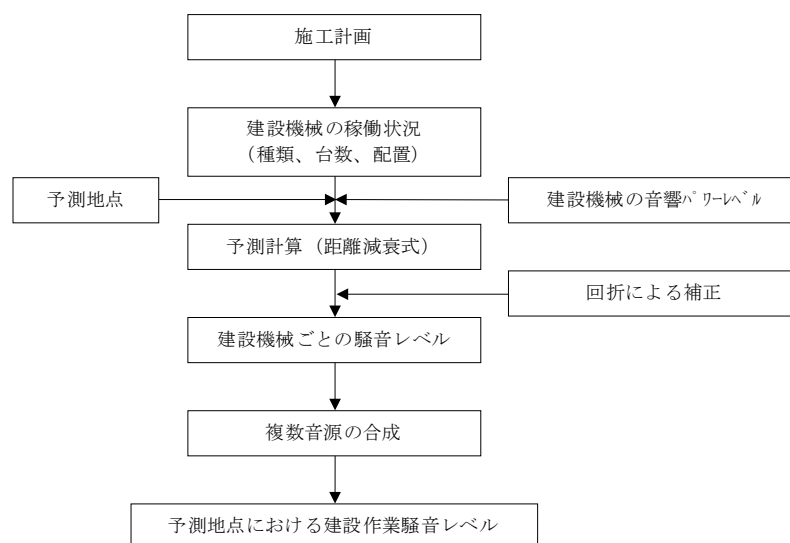 施工計画
建設機械の稼働状況
（種類、台数、配置）
予測地点
建設機械の音響ﾊﾟﾜｰﾚﾍﾞﾙ
予測計算（距離減衰式）
回折による補正
建設機械ごとの騒音レベル
複数音源の合成
予測地点における建設作業騒音レベル